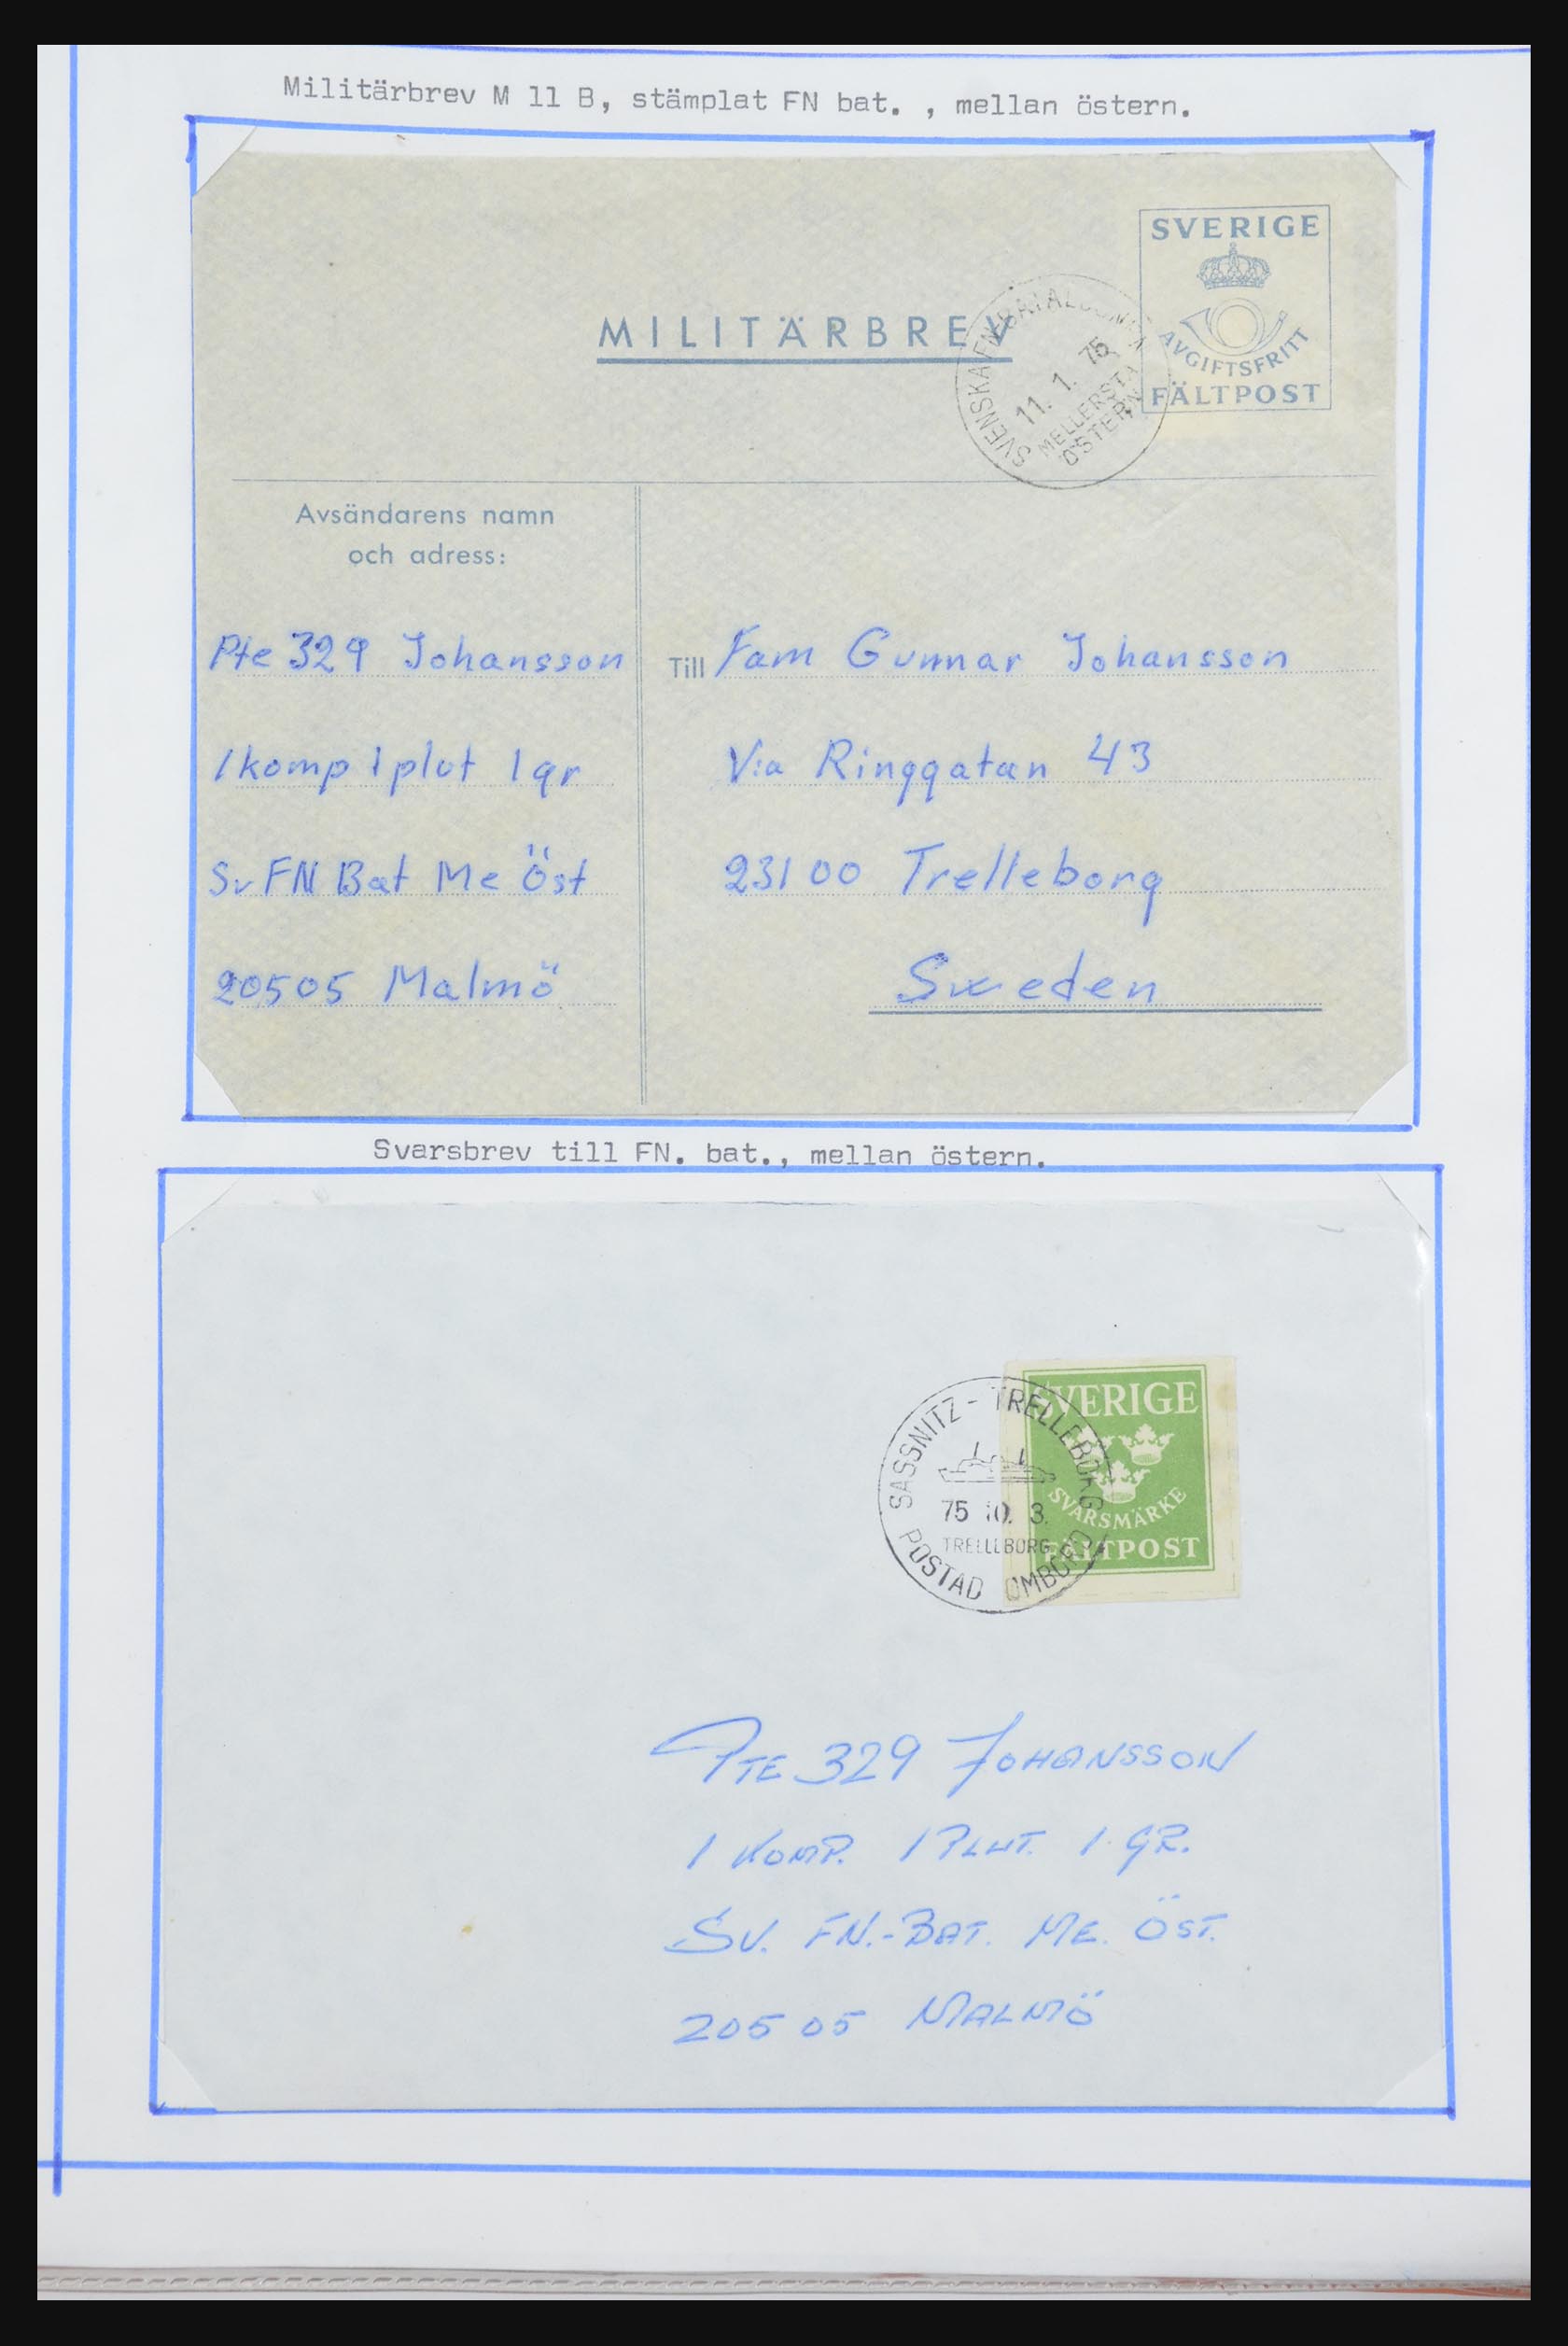 Militärbrev M 11 B, stämplat FN bat. , mellan östern.
SVERIGE
AVGIFTSFRITT
FÄLTPOST
MILITÄRBREV
SVENSKA FN-BATALJONEN
11. 1. 75
MELLERSTA
ÖSTERN
Avsändarens namn
och adress:
Pte 329 Johansson
1komp 1plut 1gr
Sv FN Bat Me Öst
20505 Malmö
Till Fam Gunnar Johansson
V:a Ringgatan 43
23100 Trelleborg
Sweden
Svarsbrev till FN. bat., mellan östern.
SVERIGE
SVARSMÄRKE
FÄLTPOST
SASSNITZ - TRELLEBORG
75 10. 3.
TRELLEBORG
POSTAD OMBORD
PTE 329 JOHANSSON
1 KOMP. 1 PLUT. 1. GR.
SV. FN.-BAT. ME. ÖST.
205 05 MALMÖ